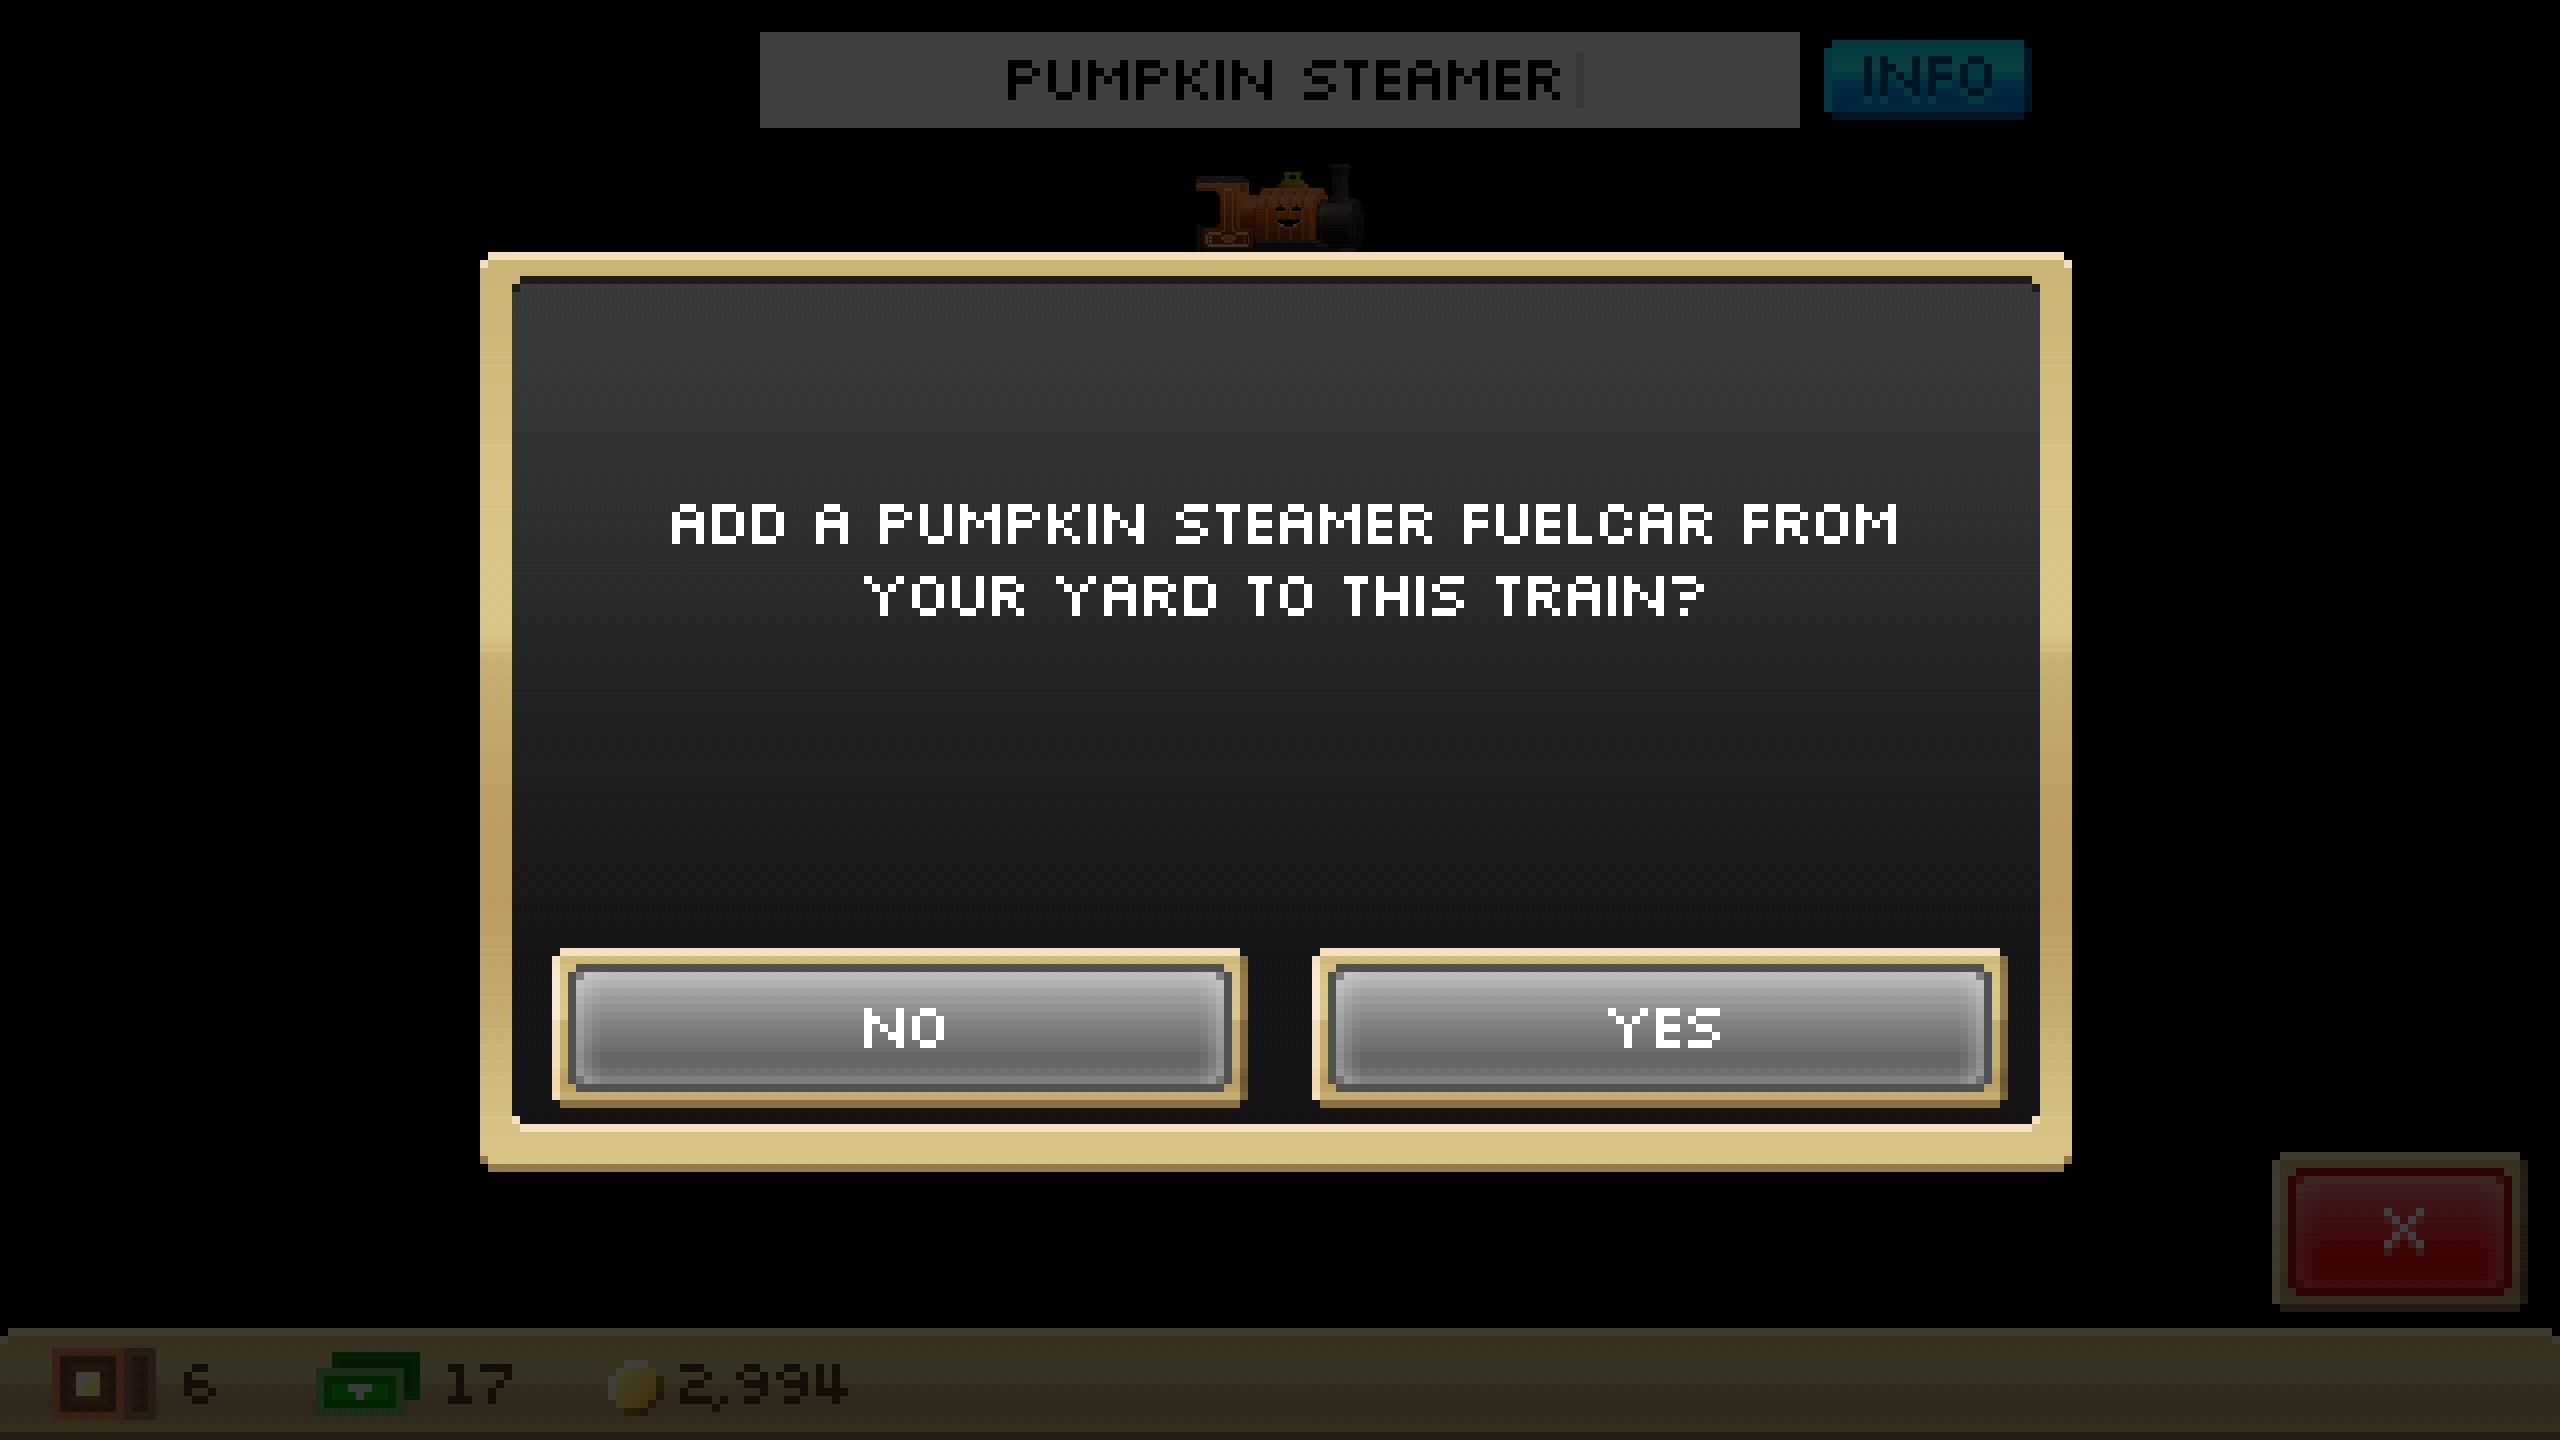 PUMPKIN STEAMER
INFO
ADD A PUMPKIN STEAMER FUELCAR FROM
YOUR YARD TO THIS TRAIN?
NO
YES
X
6
17
2,994